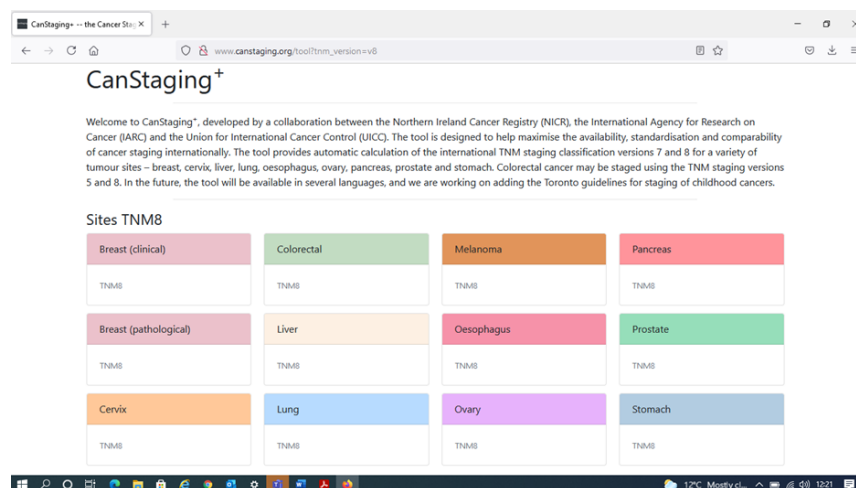 CanStaging+ -- the Cancer Stag
www.canstaging.org/tool?tnm_version=v8
CanStaging+
Welcome to CanStaging+, developed by a collaboration between the Northern Ireland Cancer Registry (NICR), the International Agency for Research on
Cancer (IARC) and the Union for International Cancer Control (UICC). The tool is designed to help maximise the availability, standardisation and comparability
of cancer staging internationally. The tool provides automatic calculation of the international TNM staging classification versions 7 and 8 for a variety of
tumour sites – breast, cervix, liver, lung, oesophagus, ovary, pancreas, prostate and stomach. Colorectal cancer may be staged using the TNM staging versions
5 and 8. In the future, the tool will be available in several languages, and we are working on adding the Toronto guidelines for staging of childhood cancers.
Sites TNM8
Breast (clinical) Colorectal Melanoma Pancreas
TNM8 TNM8 TNM8 TNM8
Breast (pathological) Liver Oesophagus Prostate
TNM8 TNM8 TNM8 TNM8
Cervix Lung Ovary Stomach
TNM8 TNM8 TNM8 TNM8
12°C Mostly cl... 12:21